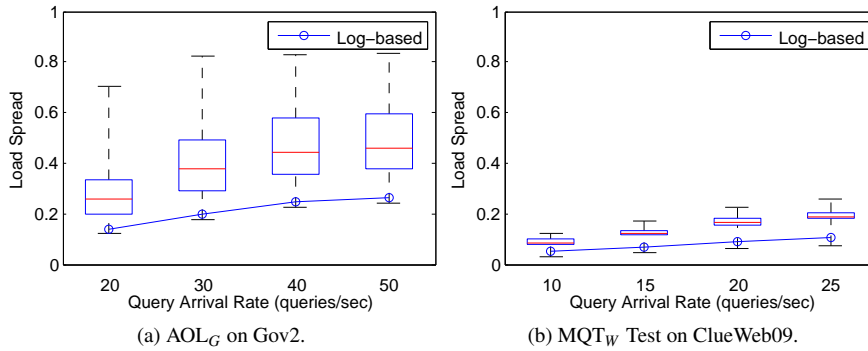 1
0.8
0.6
0.4
0.2
0
Load Spread
Log−based
20 30 40 50
Query Arrival Rate (queries/sec)
(a) AOL_G on Gov2.
1
0.8
0.6
0.4
0.2
0
Load Spread
Log−based
10 15 20 25
Query Arrival Rate (queries/sec)
(b) MQT_W Test on ClueWeb09.